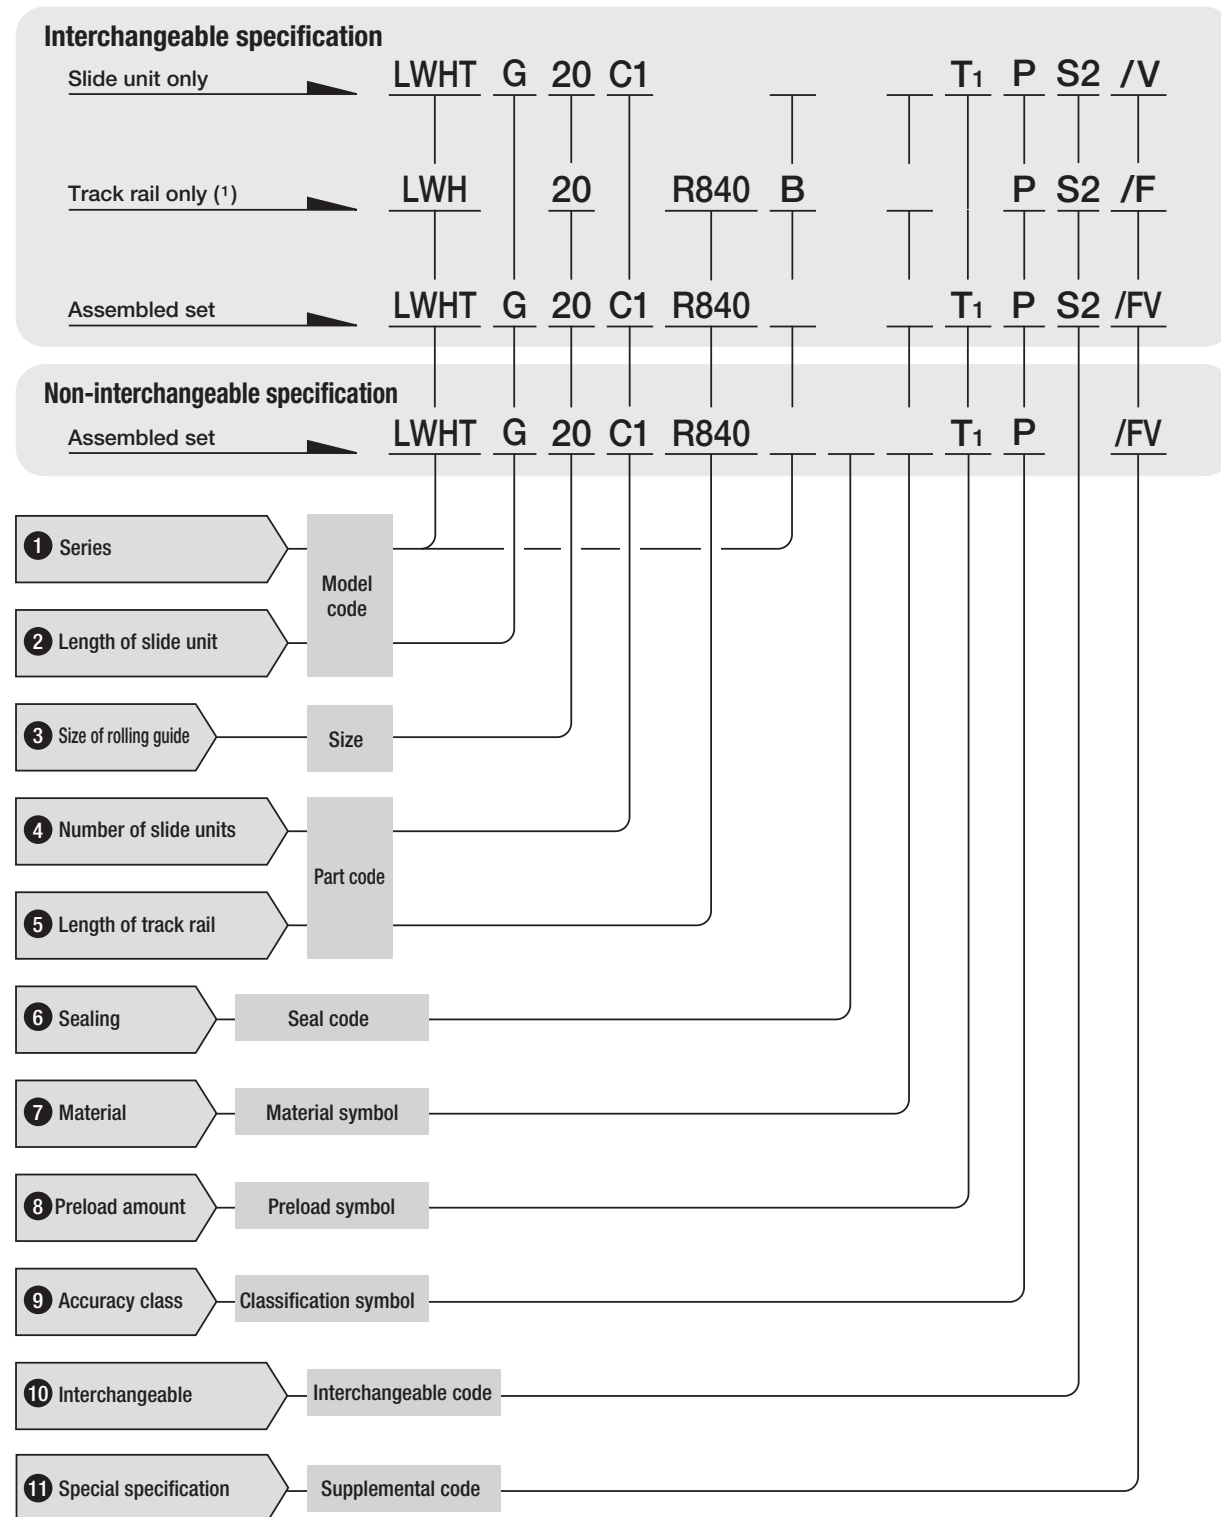 Interchangeable specification
Slide unit only LWHT G 20 C1 T1 P S2 /V
Track rail only (1) LWH 20 R840 B P S2 /F
Assembled set LWHT G 20 C1 R840 T1 P S2 /FV
Non-interchangeable specification
Assembled set LWHT G 20 C1 R840 T1 P /FV
1 Series
Model
code
2 Length of slide unit
3 Size of rolling guide Size
4 Number of slide units
Part code
5 Length of track rail
6 Sealing Seal code
7 Material Material symbol
8 Preload amount Preload symbol
9 Accuracy class Classification symbol
10 Interchangeable Interchangeable code
11 Special specification Supplemental code